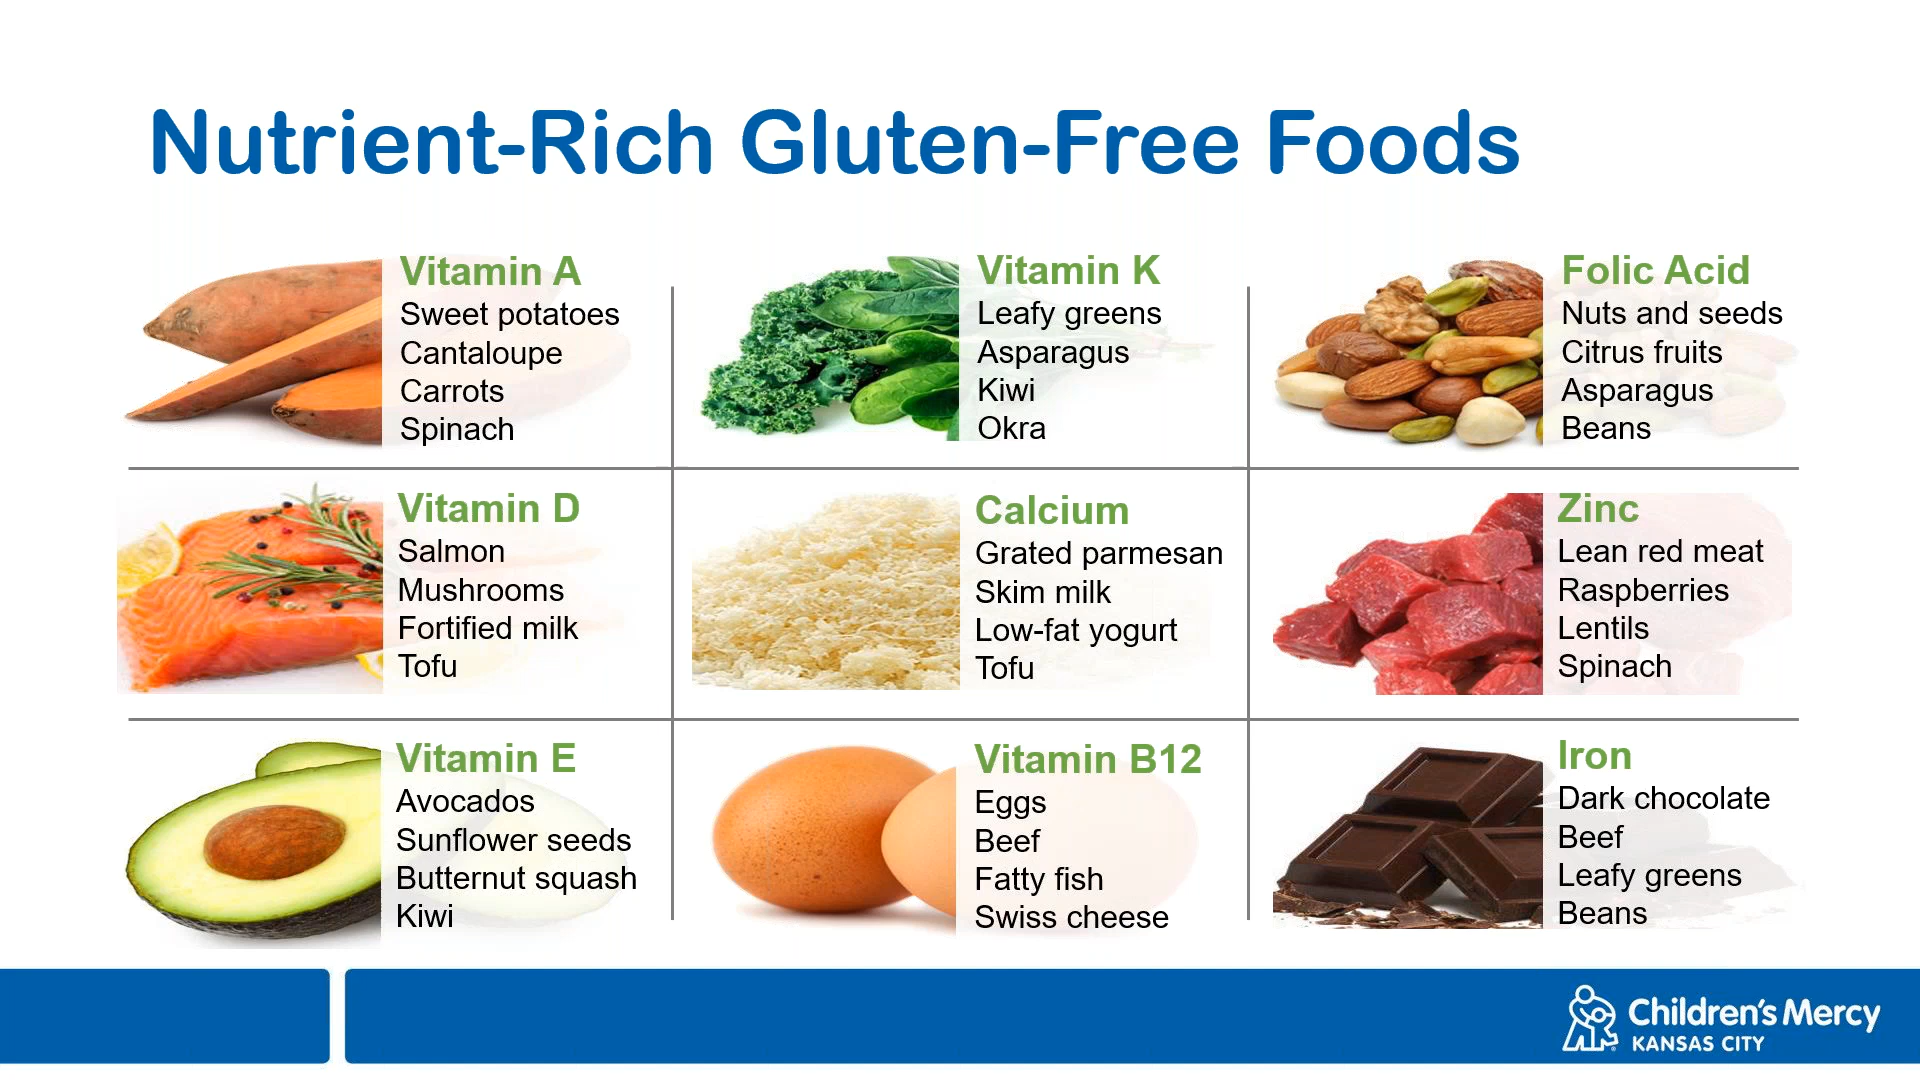 Nutrient-Rich Gluten-Free Foods
Vitamin A
Sweet potatoes
Cantaloupe
Carrots
Spinach
Vitamin K
Leafy greens
Asparagus
Kiwi
Okra
Folic Acid
Nuts and seeds
Citrus fruits
Asparagus
Beans
Vitamin D
Salmon
Mushrooms
Fortified milk
Tofu
Calcium
Grated parmesan
Skim milk
Low-fat yogurt
Tofu
Zinc
Lean red meat
Raspberries
Lentils
Spinach
Vitamin E
Avocados
Sunflower seeds
Butternut squash
Kiwi
Vitamin B12
Eggs
Beef
Fatty fish
Swiss cheese
Iron
Dark chocolate
Beef
Leafy greens
Beans
Children's Mercy
KANSAS CITY